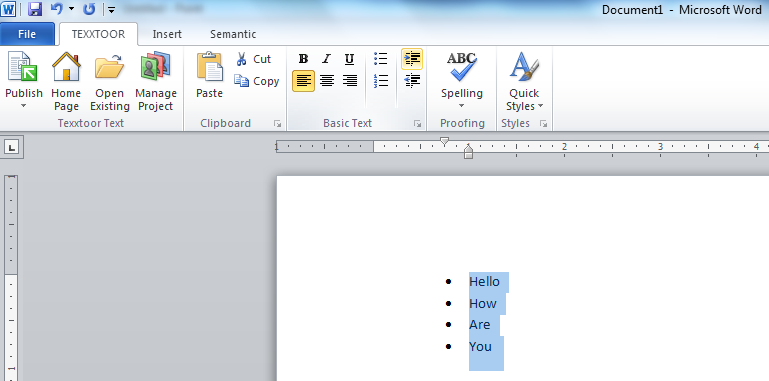 Document1 - Microsoft Word
File TEXXTOOR Insert Semantic
Publish Home Page Open Existing Manage Project
Texxtoor Text
Paste Cut Copy
Clipboard
B I U
Basic Text
ABC
Spelling
Proofing
Quick Styles
Styles
L
1 1 2 3 4
Hello
How
Are
You